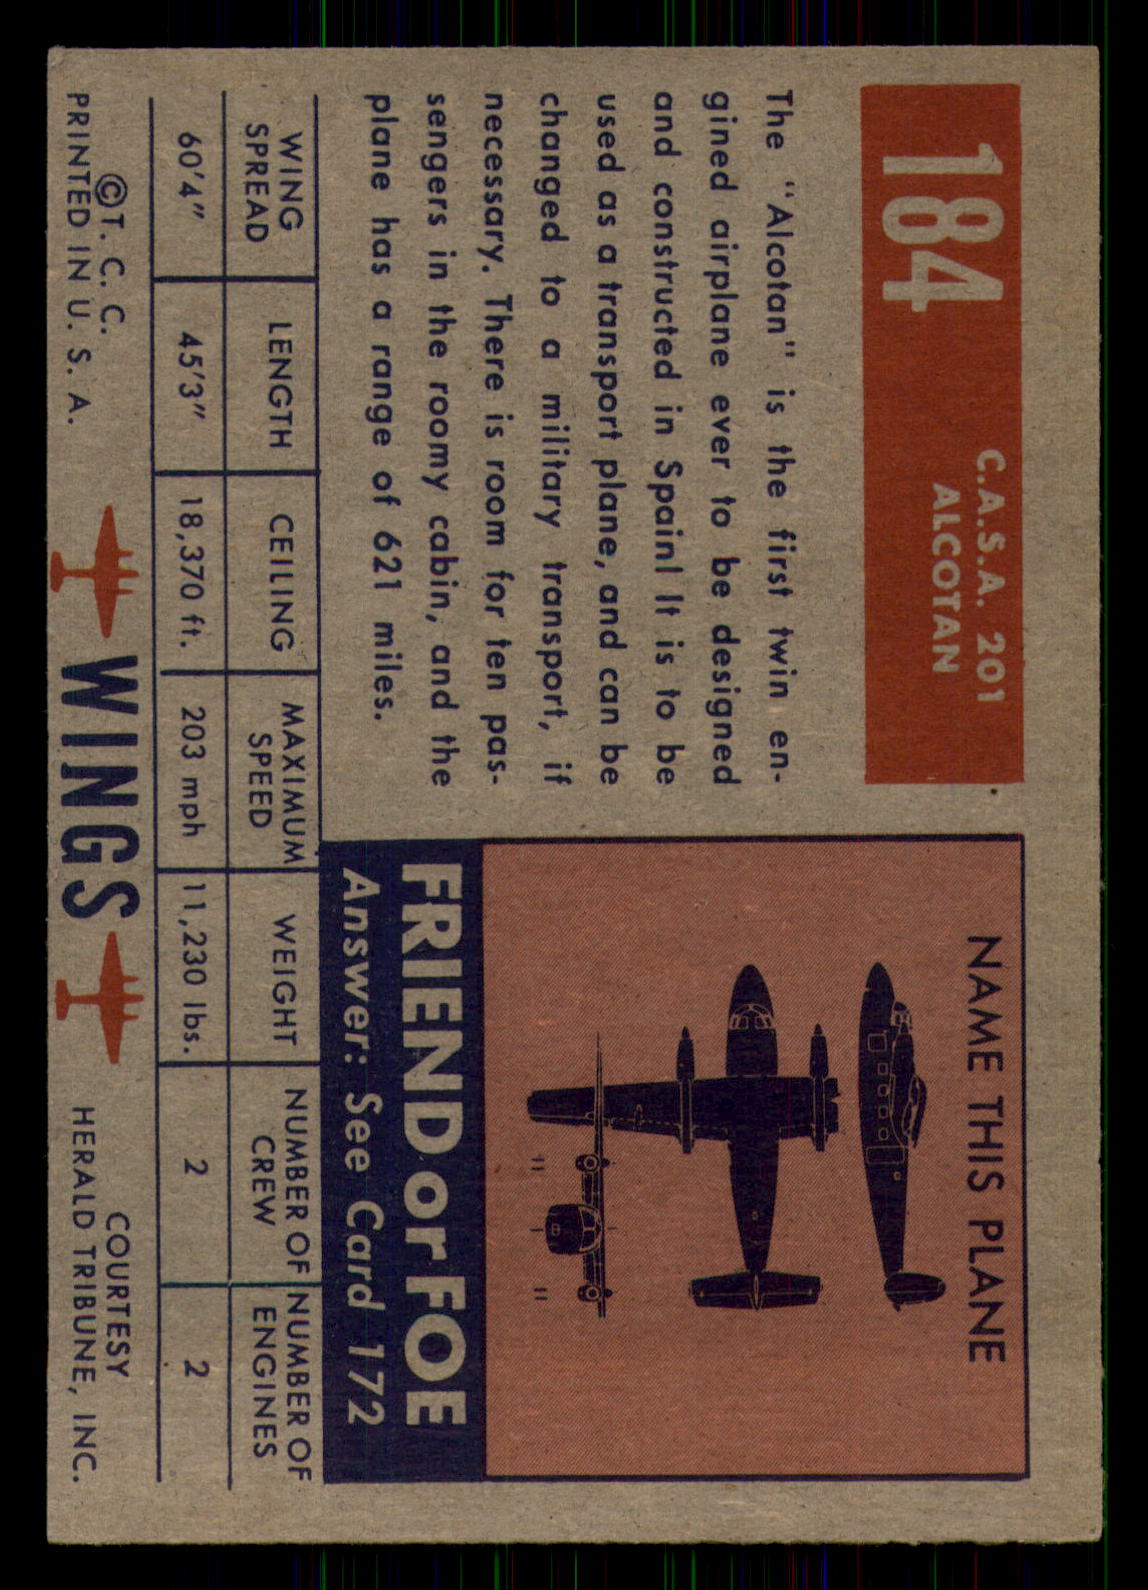 184
C.A.S.A. 201
ALCOTAN
The "Alcotan" is the first twin en-
gined airplane ever to be designed
and constructed in Spain! It is to be
used as a transport plane, and can be
changed to a military transport, if
necessary. There is room for ten pas-
sengers in the roomy cabin, and the
plane has a range of 621 miles.
NAME THIS PLANE
FRIEND or FOE
Answer: See Card 172
WING SPREAD LENGTH CEILING MAXIMUM SPEED WEIGHT NUMBER OF CREW NUMBER OF ENGINES
60'4" 45'3" 18,370 ft. 203 mph 11,230 lbs. 2 2
©T. C. C.
PRINTED IN U. S. A.
WINGS
COURTESY
HERALD TRIBUNE, INC.